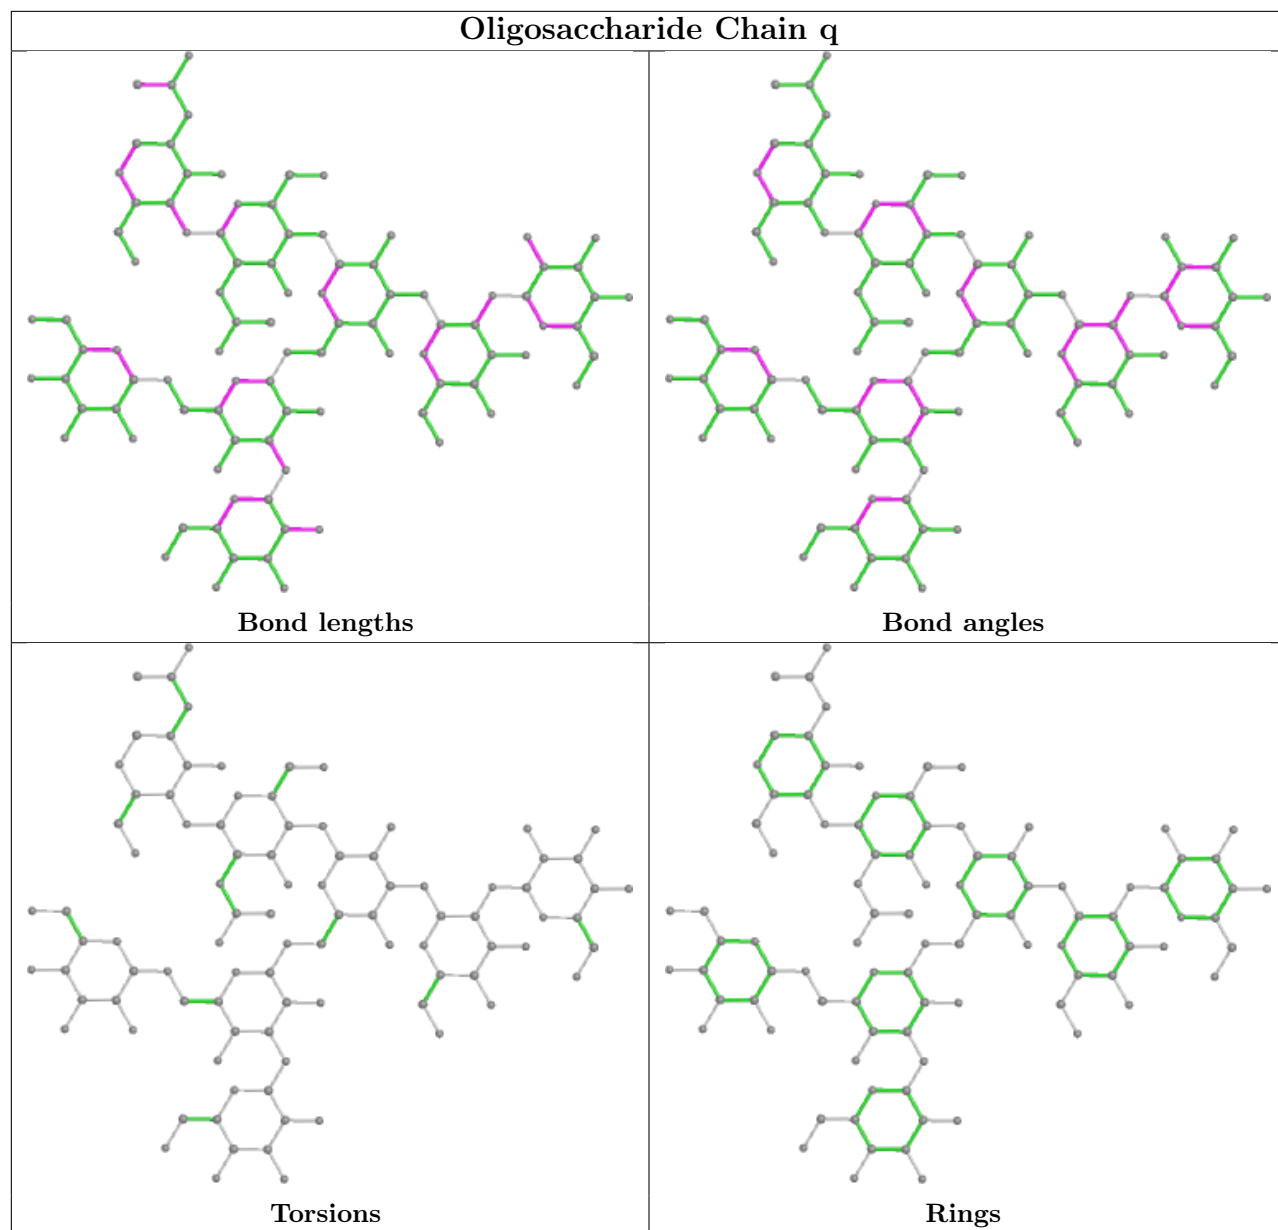 Oligosaccharide Chain q
Bond lengths
Bond angles
Torsions
Rings